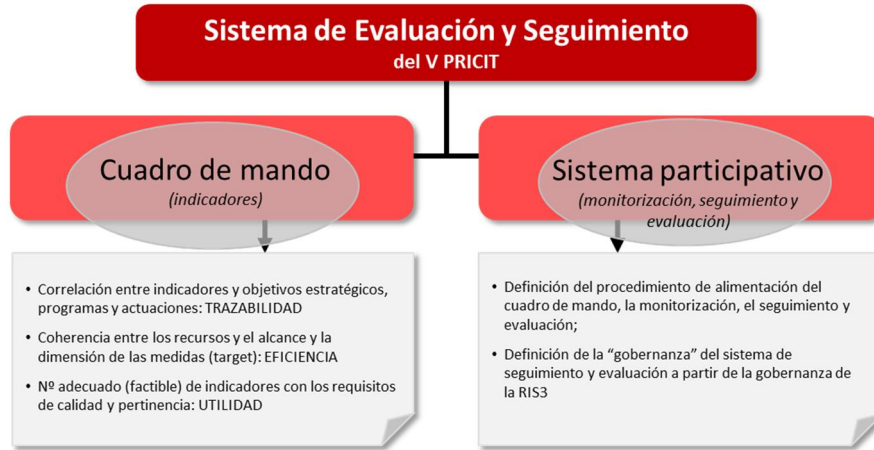 Sistema de Evaluación y Seguimiento
del V PRICIT
Cuadro de mando
(indicadores)
• Correlación entre indicadores y objetivos estratégicos,
programas y actuaciones: TRAZABILIDAD
• Coherencia entre los recursos y el alcance y la
dimensión de las medidas (target): EFICIENCIA
• Nº adecuado (factible) de indicadores con los requisitos
de calidad y pertinencia: UTILIDAD
Sistema participativo
(monitorización, seguimiento y
evaluación)
• Definición del procedimiento de alimentación del
cuadro de mando, la monitorización, el seguimiento y
evaluación;
• Definición de la “gobernanza” del sistema de
seguimiento y evaluación a partir de la gobernanza de
la RIS3